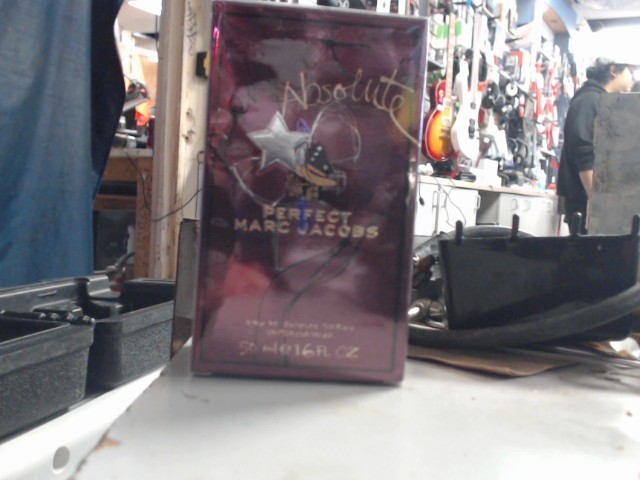 Absolute
PERFECT
MARC JACOBS
50 ml e 1.6 FL OZ